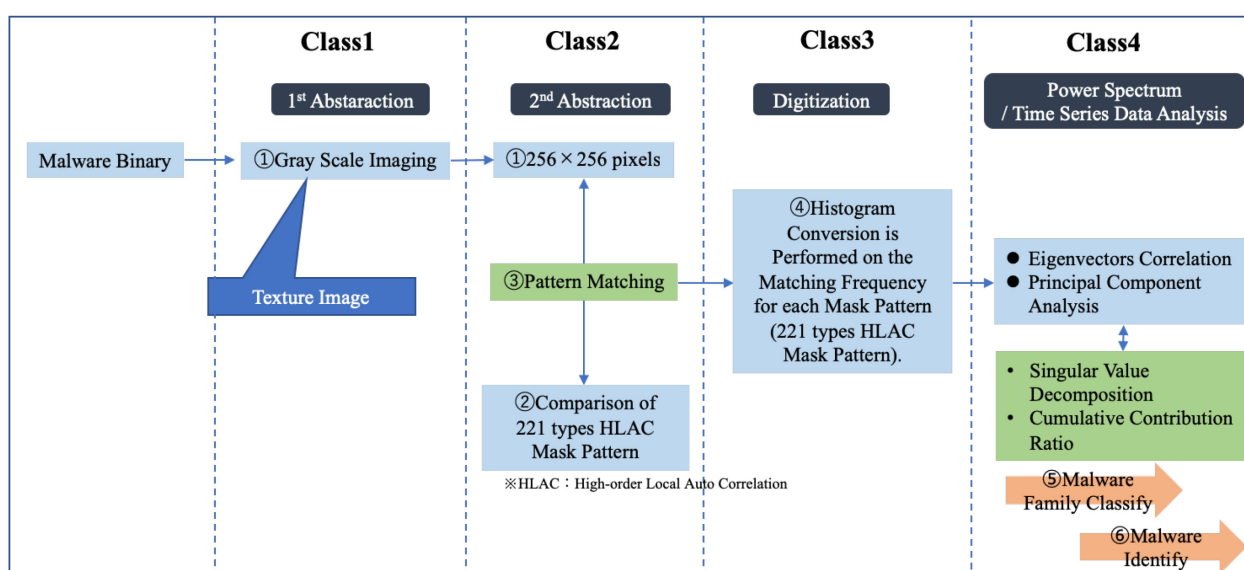 Class1
Class2
Class3
Class4
1st Abstaraction
2nd Abstraction
Digitization
Power Spectrum
/ Time Series Data Analysis
Malware Binary
①Gray Scale Imaging
①256×256 pixels
Texture Image
③Pattern Matching
②Comparison of
221 types HLAC
Mask Pattern
※HLAC：High-order Local Auto Correlation
④Histogram
Conversion is
Performed on the
Matching Frequency
for each Mask Pattern
(221 types HLAC
Mask Pattern).
● Eigenvectors Correlation
● Principal Component
Analysis
• Singular Value
Decomposition
• Cumulative Contribution
Ratio
⑤Malware
Family Classify
⑥Malware
Identify